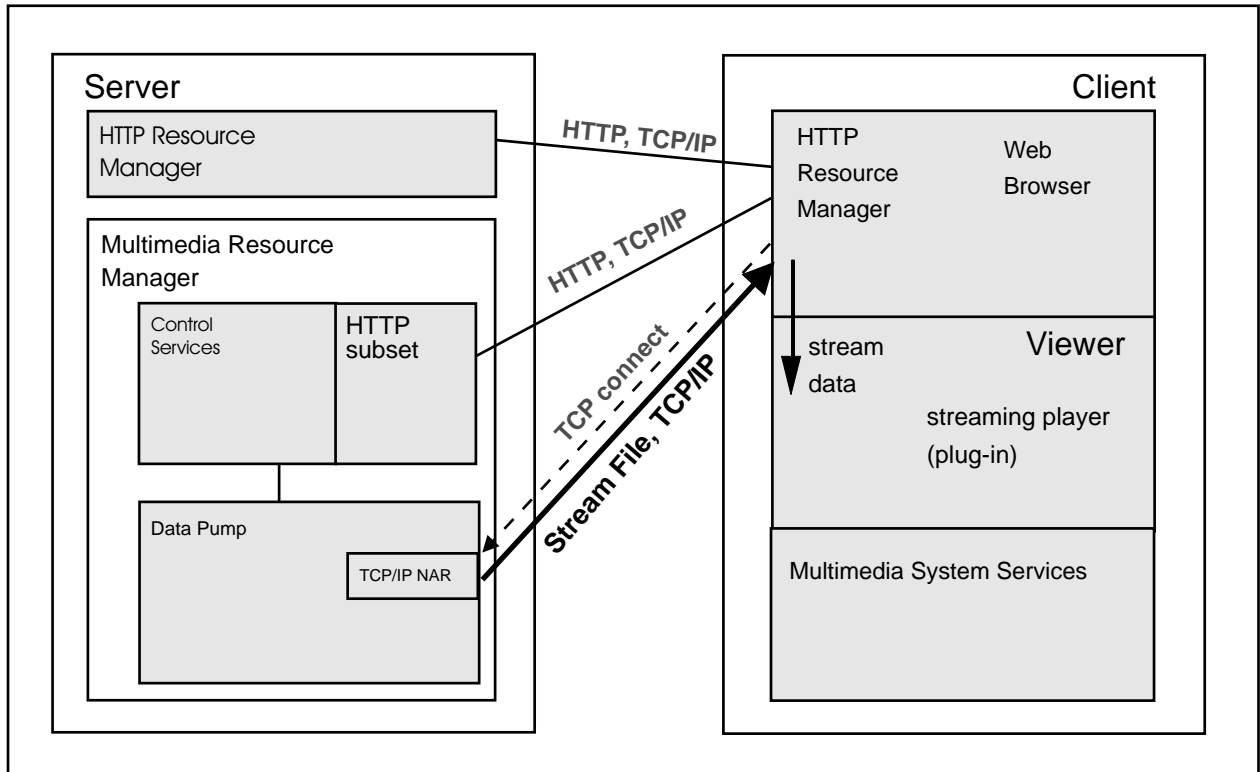 Server
HTTP Resource
Manager
Multimedia Resource
Manager
Control
Services
HTTP
subset
Data Pump
TCP/IP NAR
HTTP, TCP/IP
HTTP, TCP/IP
TCP connect
Stream File, TCP/IP
Client
HTTP
Resource
Manager
Web
Browser
stream
data
Viewer
streaming player
(plug-in)
Multimedia System Services